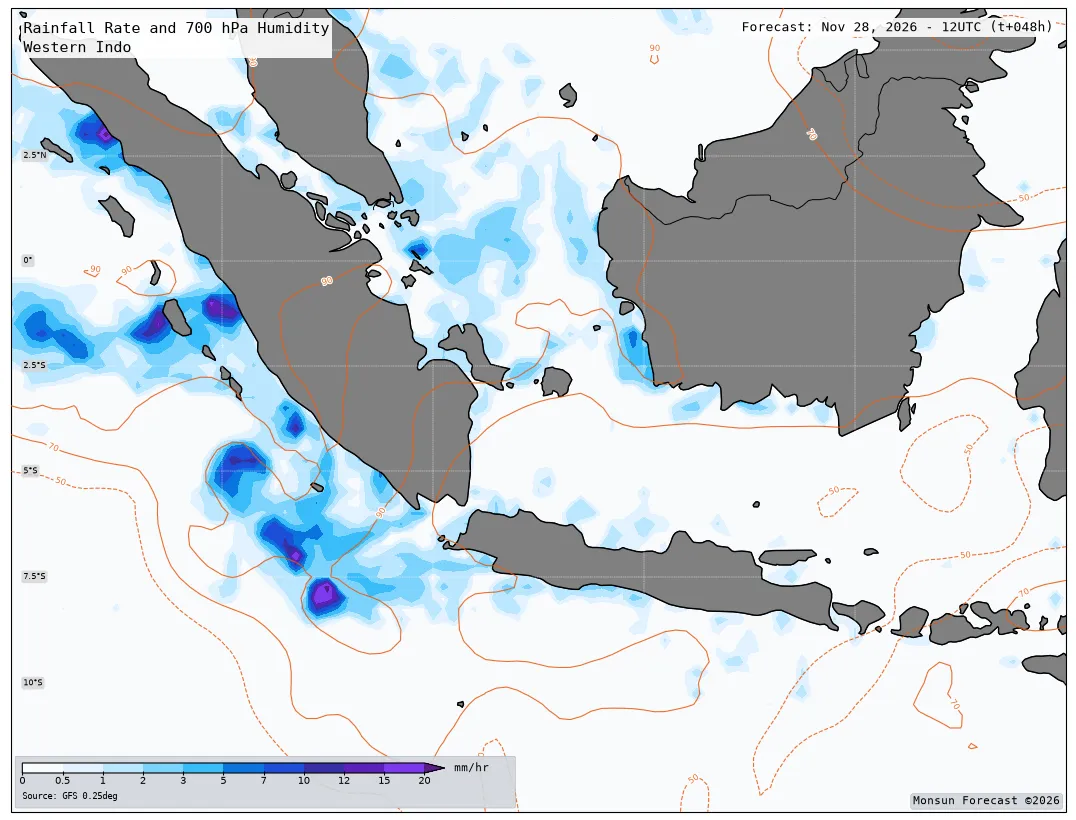 Rainfall Rate and 700 hPa Humidity
Western Indo
Forecast: Nov 28, 2026 - 12UTC (t+048h)
90
90
70
2.5°N
50
0°
90
90
90
2.5°S
70
50
5°S
50
50
90
50
7.5°S
70
10°S
70
50
50
0 0.5 1 2 3 5 7 10 12 15 20
mm/hr
Source: GFS 0.25deg
Monsun Forecast ©2026